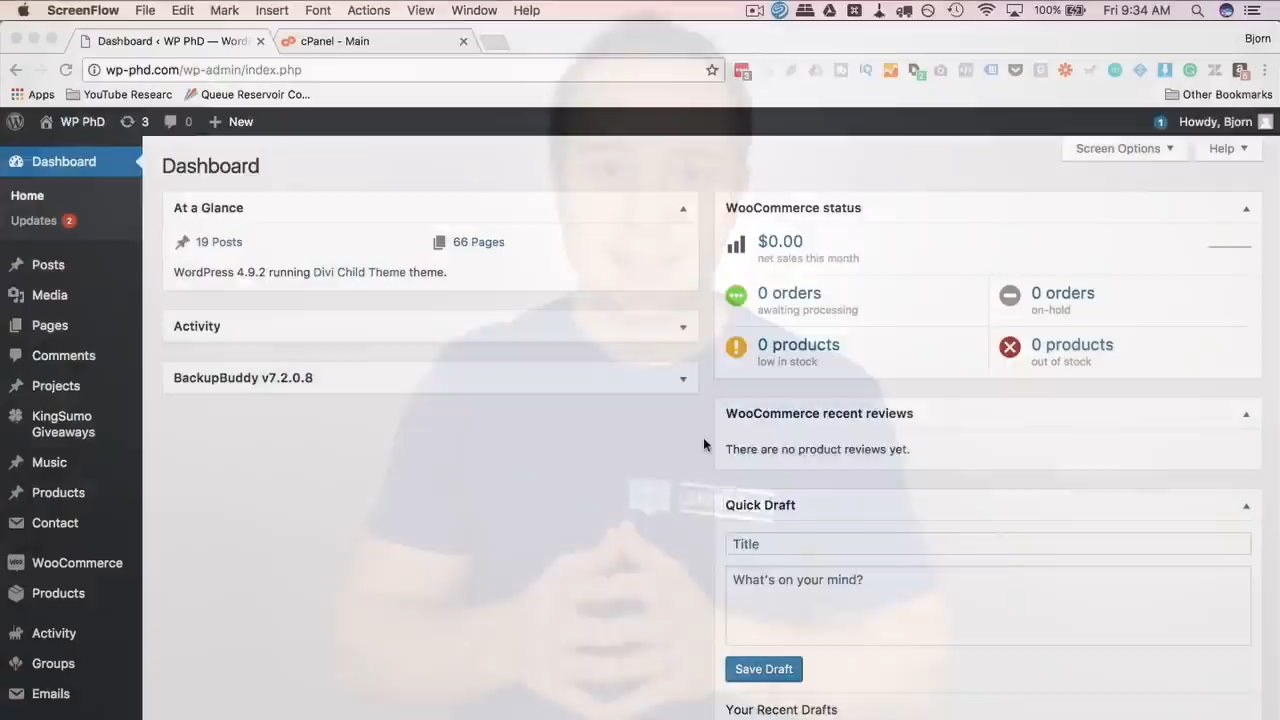 ScreenFlow File Edit Mark Insert Font Actions View Window Help 100% Fri 9:34 AM
Dashboard ‹ WP PhD — Word cPanel - Main Bjorn
wp-phd.com/wp-admin/index.php
Apps YouTube Researc Queue Reservoir Co... Other Bookmarks
WP PhD 3 0 New 1 Howdy, Bjorn
Dashboard
Home
Updates 2
Posts
Media
Pages
Comments
Projects
KingSumo
Giveaways
Music
Products
Contact
WooCommerce
Products
Activity
Groups
Emails
Screen Options Help
Dashboard
At a Glance
19 Posts 66 Pages
WordPress 4.9.2 running Divi Child Theme theme.
Activity
BackupBuddy v7.2.0.8
WooCommerce status
$0.00
net sales this month
0 orders
awaiting processing
0 orders
on-hold
0 products
low in stock
0 products
out of stock
WooCommerce recent reviews
There are no product reviews yet.
Quick Draft
Title
What's on your mind?
Save Draft
Your Recent Drafts